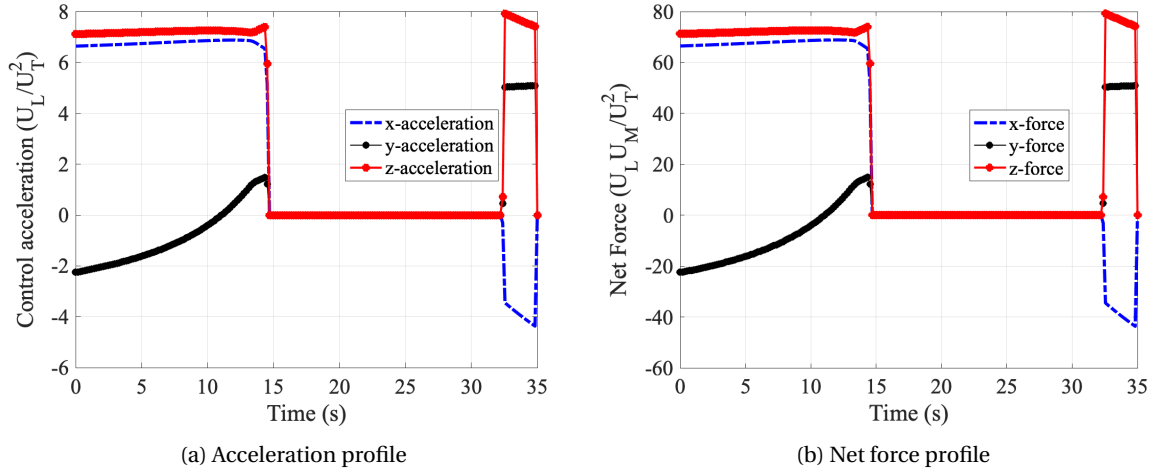 8
6
4
2
0
-2
-4
-6
Control acceleration (U_L/U_T^2)
x-acceleration
y-acceleration
z-acceleration
0 5 10 15 20 25 30 35
Time (s)
(a) Acceleration profile
80
60
40
20
0
-20
-40
-60
Net Force (U_L U_M/U_T^2)
x-force
y-force
z-force
0 5 10 15 20 25 30 35
Time (s)
(b) Net force profile